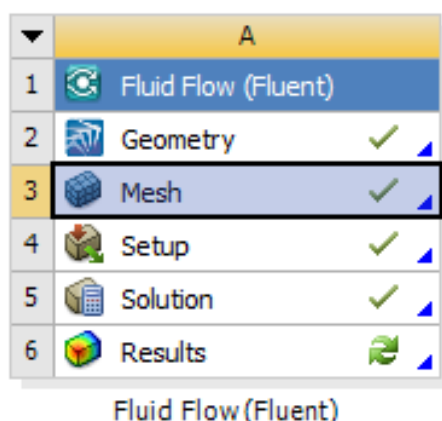 A
1 Fluid Flow (Fluent)
2 Geometry
3 Mesh
4 Setup
5 Solution
6 Results
Fluid Flow (Fluent)